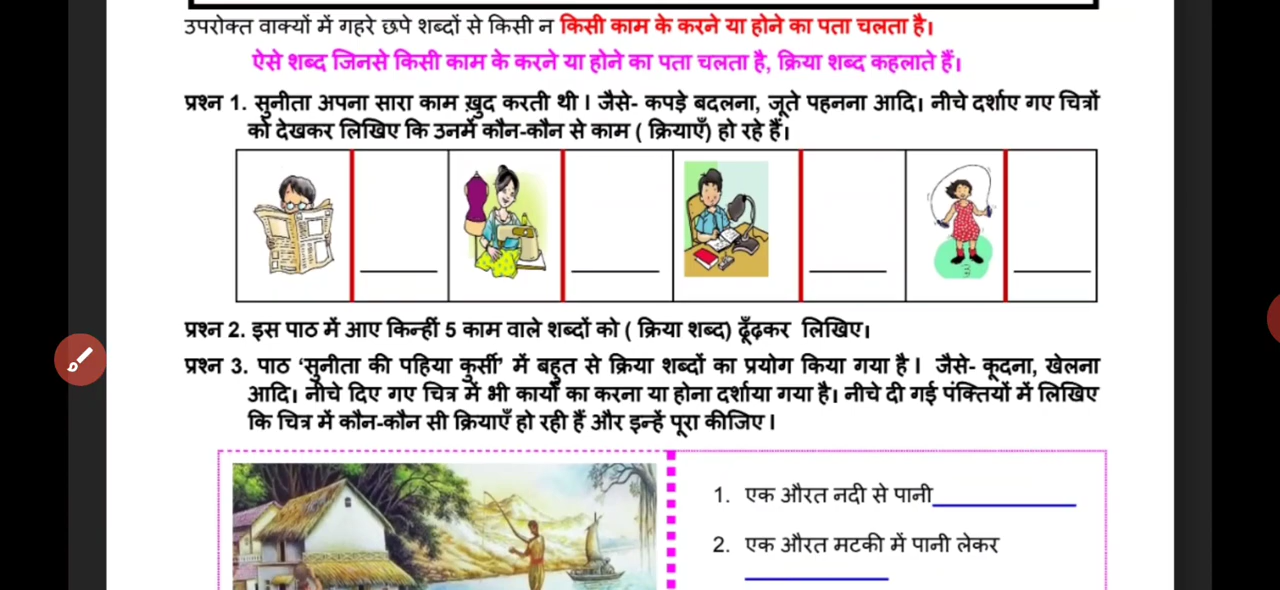 उपरोक्त वाक्यों में गहरे छपे शब्दों से किसी न किसी काम के करने या होने का पता चलता है।
ऐसे शब्द जिनसे किसी काम के करने या होने का पता चलता है, क्रिया शब्द कहलाते हैं।
प्रश्न 1. सुनीता अपना सारा काम ख़ुद करती थी । जैसे- कपड़े बदलना, जूते पहनना आदि। नीचे दर्शाए गए चित्रों
को देखकर लिखिए कि उनमें कौन-कौन से काम ( क्रियाएँ) हो रहे हैं।
प्रश्न 2. इस पाठ में आए किन्हीं 5 काम वाले शब्दों को ( क्रिया शब्द) ढूँढ़कर लिखिए।
प्रश्न 3. पाठ ‘सुनीता की पहिया कुर्सी’ में बहुत से क्रिया शब्दों का प्रयोग किया गया है । जैसे- कूदना, खेलना
आदि। नीचे दिए गए चित्र में भी कार्यों का करना या होना दर्शाया गया है। नीचे दी गई पंक्तियों में लिखिए
कि चित्र में कौन-कौन सी क्रियाएँ हो रही हैं और इन्हें पूरा कीजिए ।
1. एक औरत नदी से पानी____________
2. एक औरत मटकी में पानी लेकर
____________